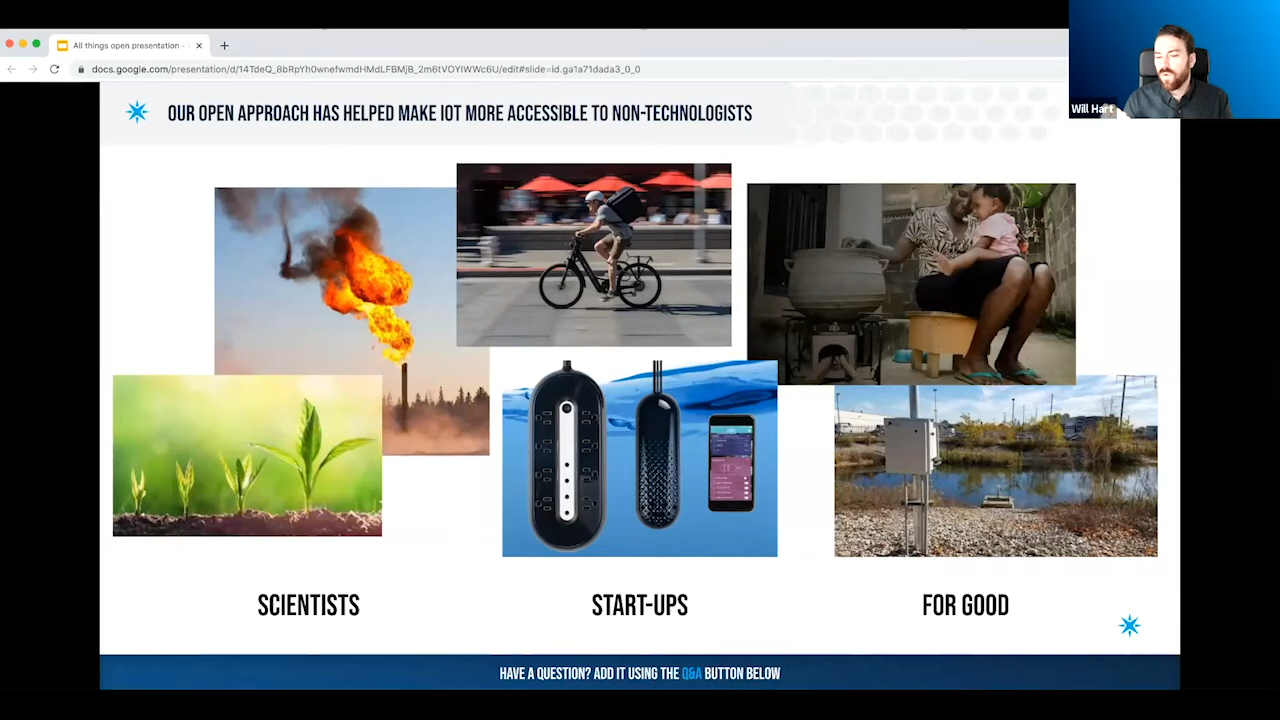 All things open presentation -
docs.google.com/presentation/d/14TdeQ_8bRpYh0wnefwmdHMdLFBMjB_2m6tVOYIWWc6U/edit#slide=id.ga1a71dada3_0_0
Will Hart
OUR OPEN APPROACH HAS HELPED MAKE IOT MORE ACCESSIBLE TO NON-TECHNOLOGISTS
SCIENTISTS
START-UPS
FOR GOOD
HAVE A QUESTION? ADD IT USING THE Q&A BUTTON BELOW